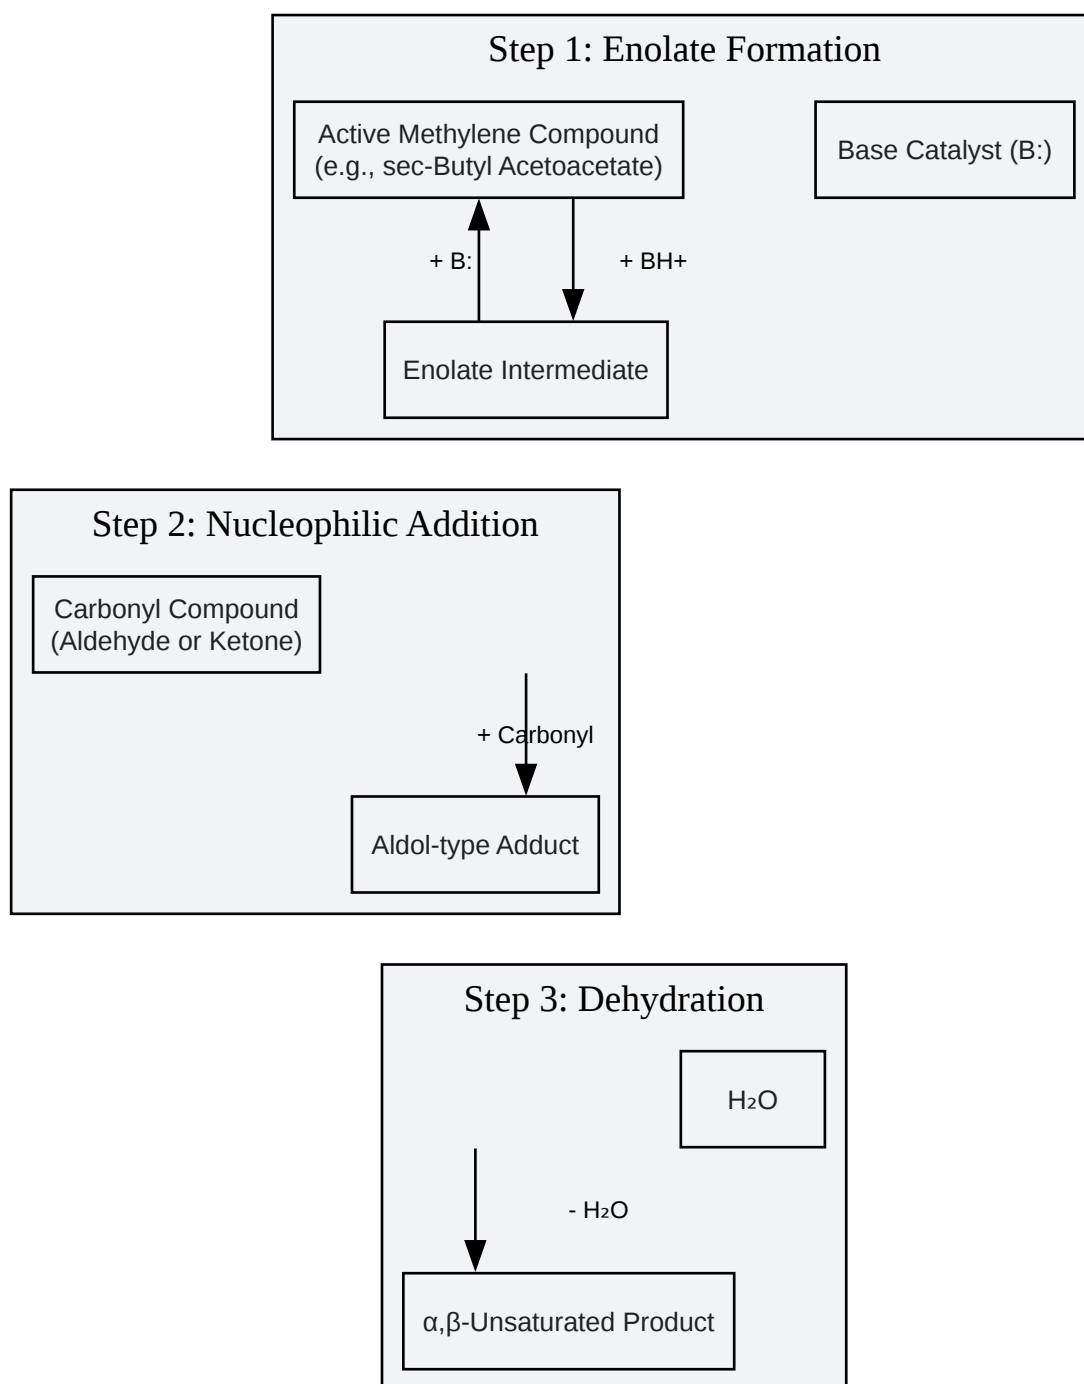 Step 1: Enolate Formation
Active Methylene Compound
(e.g., sec-Butyl Acetoacetate)
Base Catalyst (B:)
+ B:
+ BH+
Enolate Intermediate
Step 2: Nucleophilic Addition
Carbonyl Compound
(Aldehyde or Ketone)
+ Carbonyl
Aldol-type Adduct
Step 3: Dehydration
H₂O
- H₂O
α,β-Unsaturated Product